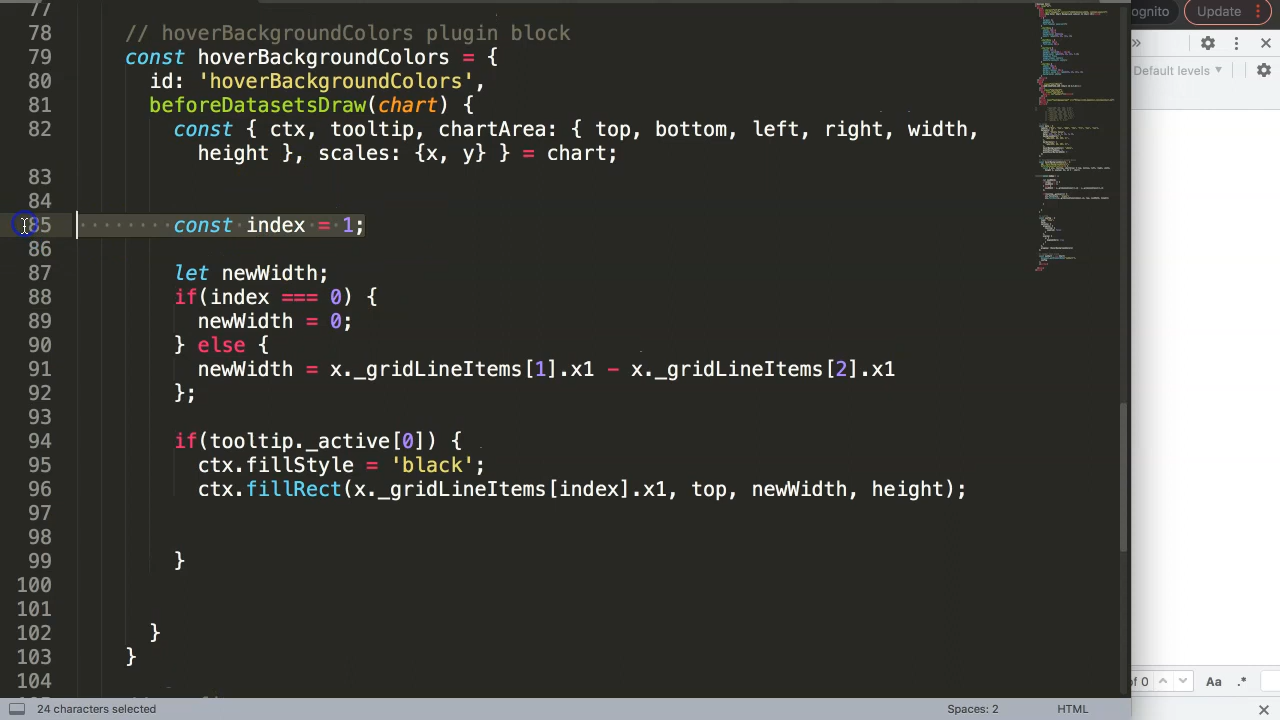 77
ognito Update
78 // hoverBackgroundColors plugin block
79 const hoverBackgroundColors = {
80 id: 'hoverBackgroundColors',
Default levels
81 beforeDatasetsDraw(chart) {
82 const { ctx, tooltip, chartArea: { top, bottom, left, right, width,
height }, scales: {x, y} } = chart;
83
84
85 const index = 1;
86
87 let newWidth;
88 if(index === 0) {
89 newWidth = 0;
90 } else {
91 newWidth = x._gridLineItems[1].x1 - x._gridLineItems[2].x1
92 };
93
94 if(tooltip._active[0]) {
95 ctx.fillStyle = 'black';
96 ctx.fillRect(x._gridLineItems[index].x1, top, newWidth, height);
97
98
99 }
100
101
102 }
103 }
104
of 0 Aa .*
24 characters selected Spaces: 2 HTML